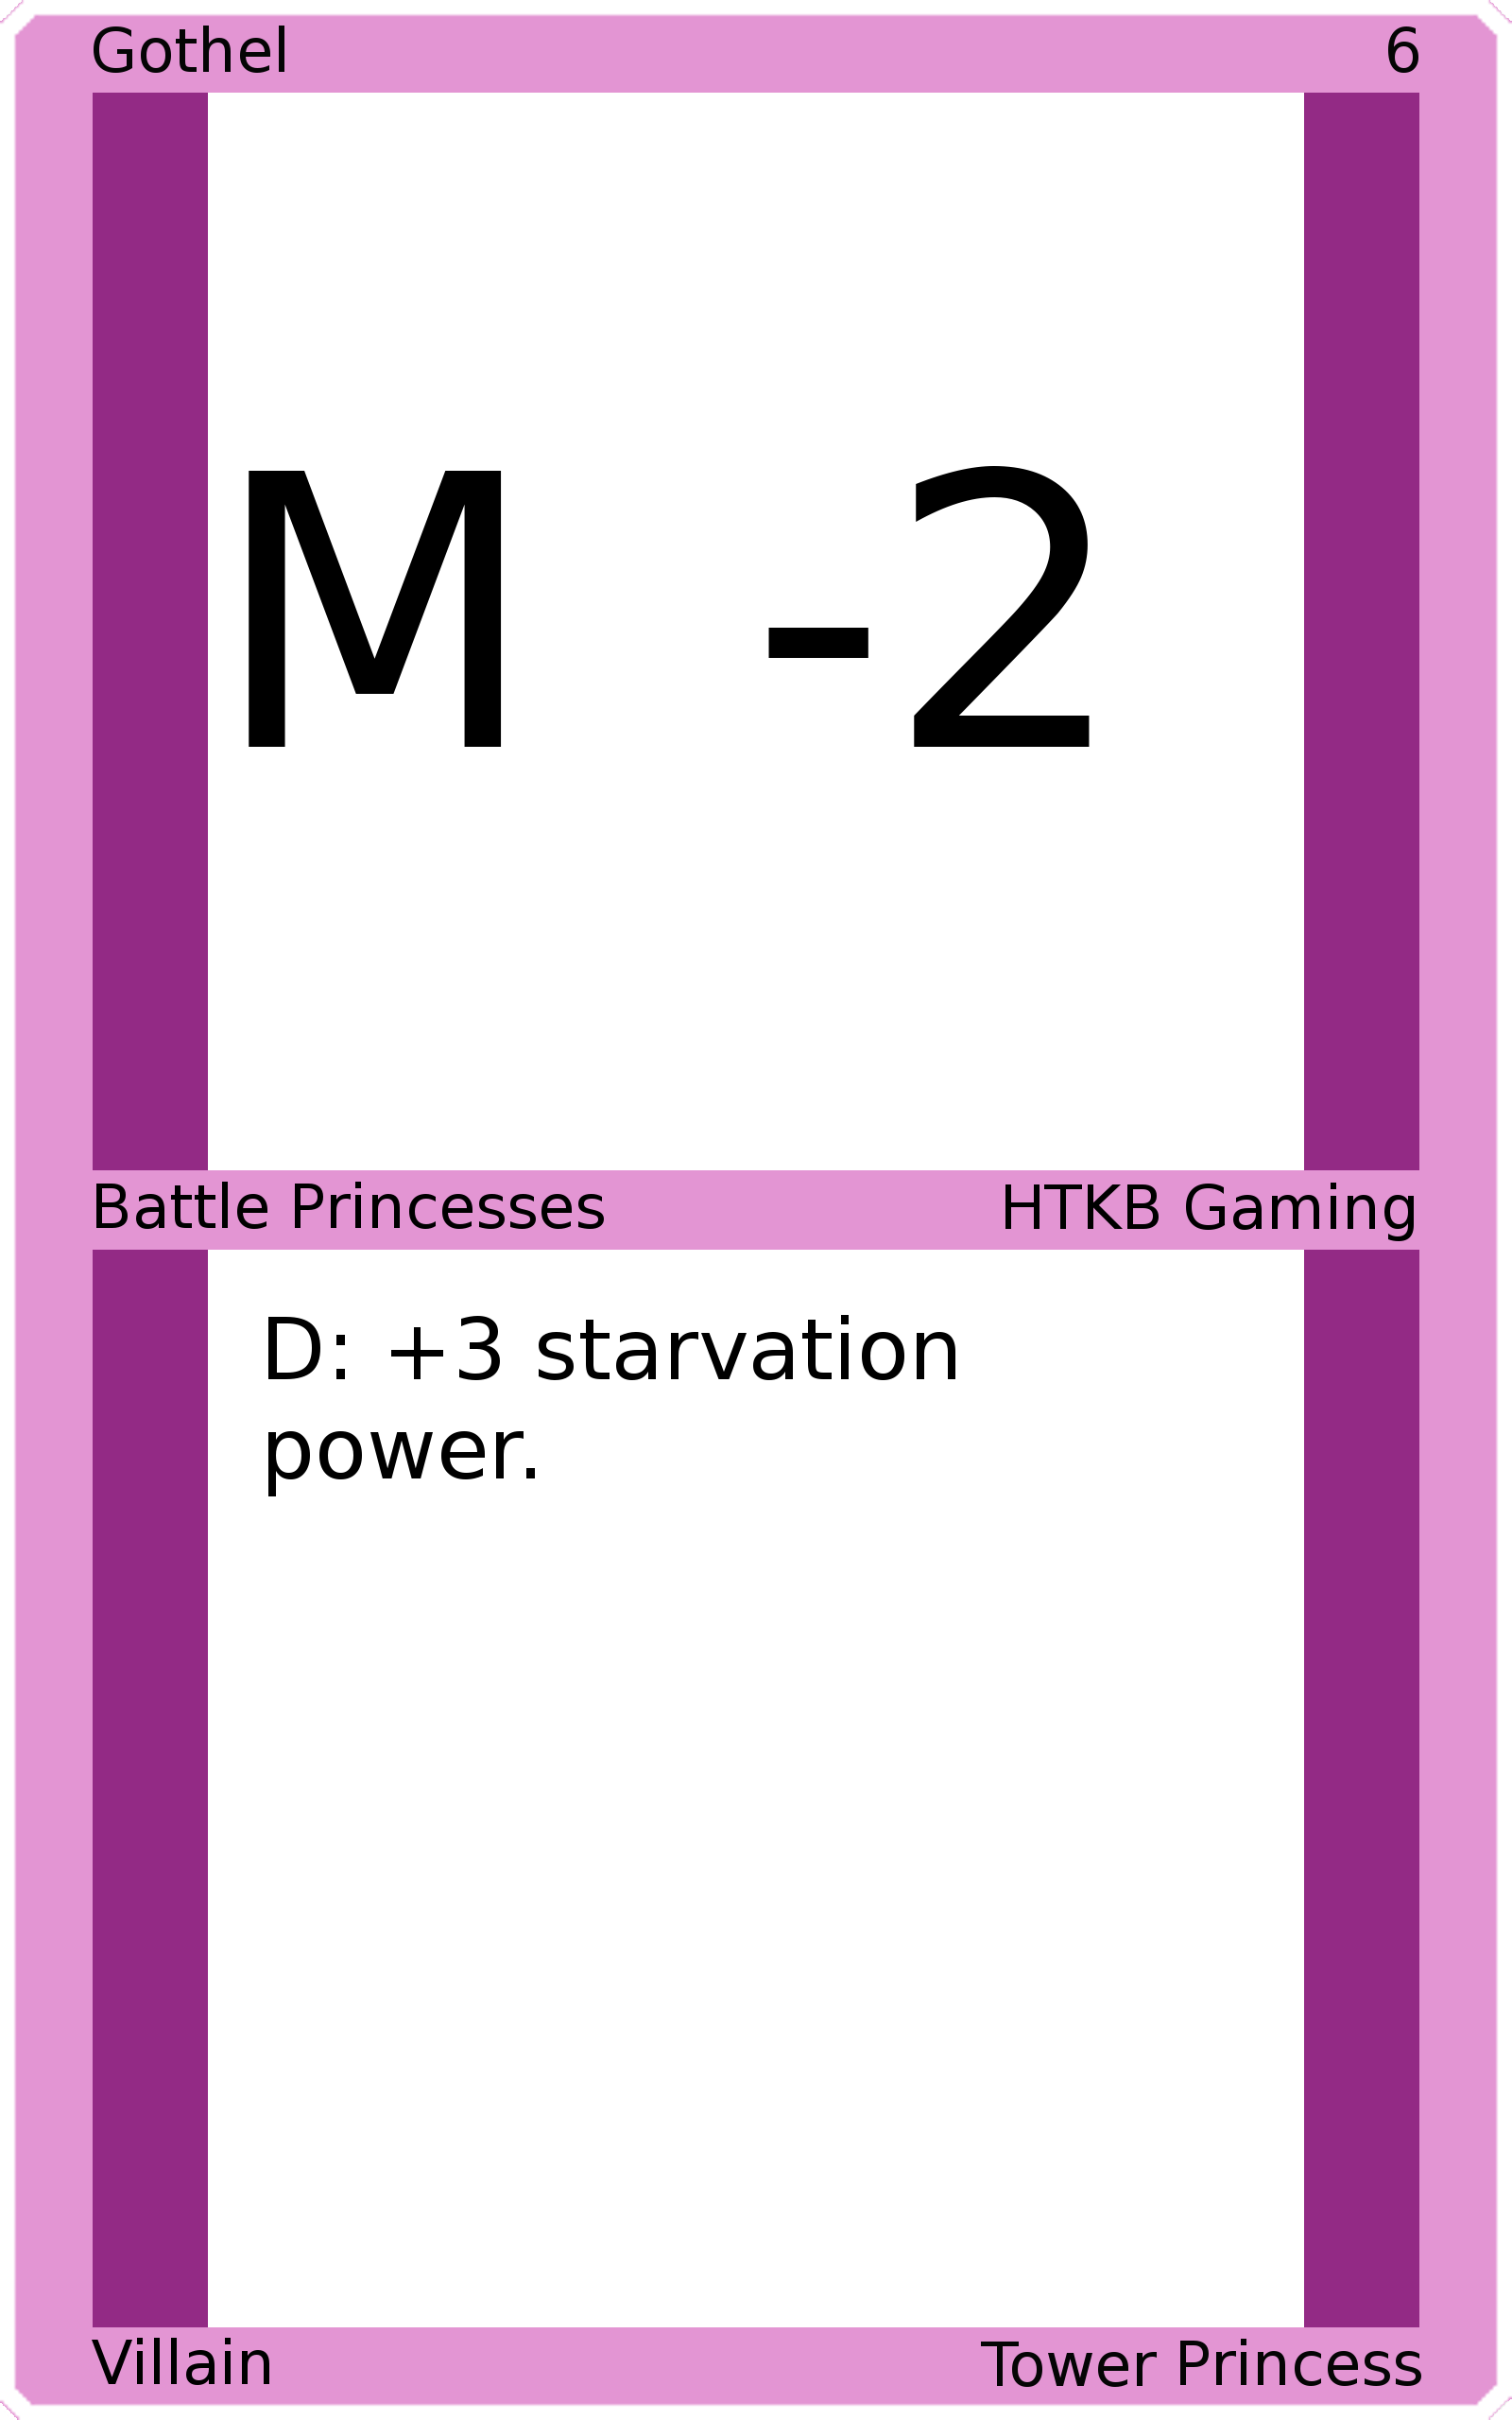 Gothel 6
M -2
Battle Princesses HTKB Gaming
D: +3 starvation
power.
Villain Tower Princess